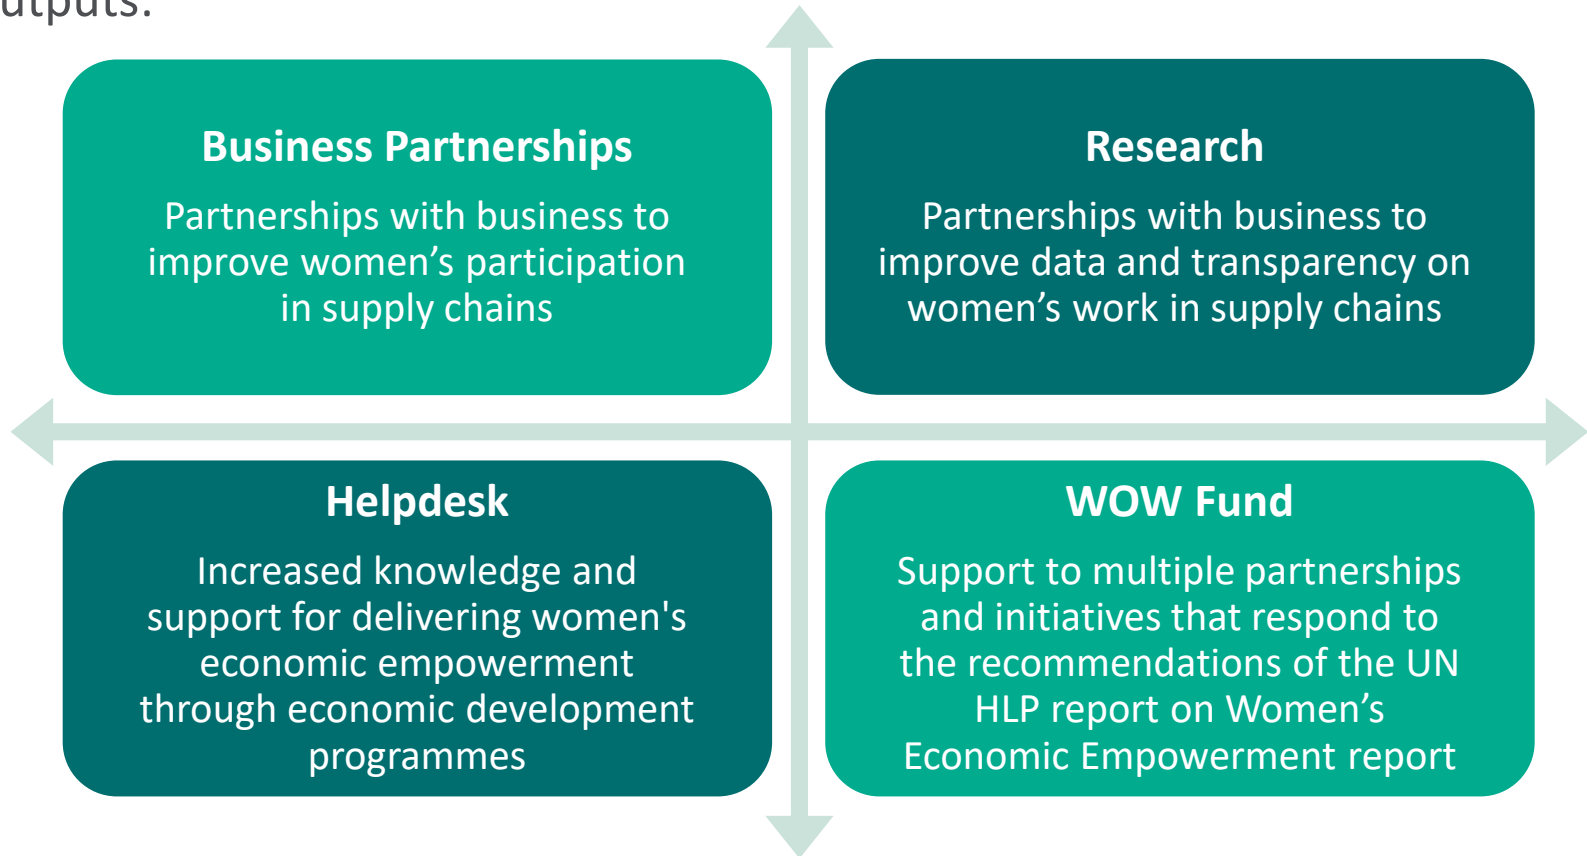 utputs:
Business Partnerships
Partnerships with business to
improve women’s participation
in supply chains
Research
Partnerships with business to
improve data and transparency on
women’s work in supply chains
Helpdesk
Increased knowledge and
support for delivering women's
economic empowerment
through economic development
programmes
WOW Fund
Support to multiple partnerships
and initiatives that respond to
the recommendations of the UN
HLP report on Women’s
Economic Empowerment report